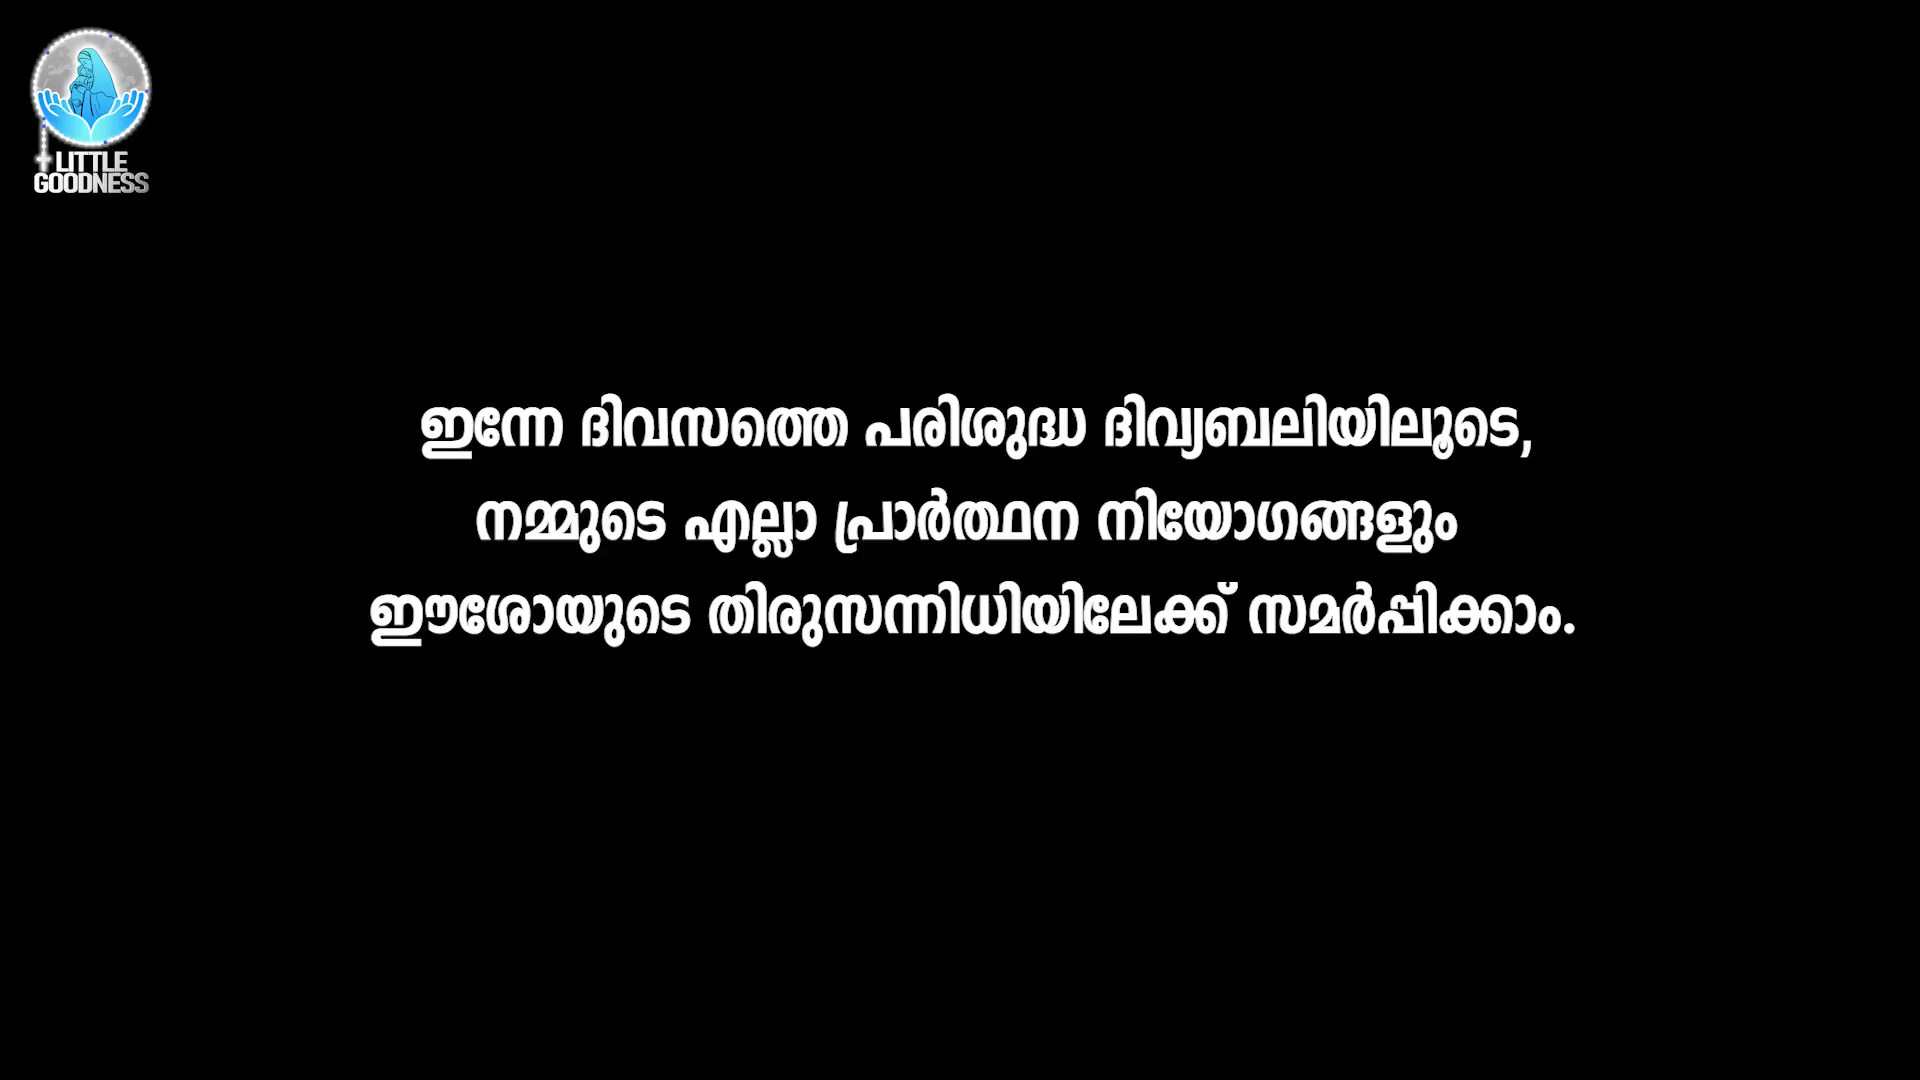 LITTLE
GOODNESS
ഇന്നേ ദിവസത്തെ പരിശുദ്ധ ദിവ്യബലിയിലൂടെ,
നമ്മുടെ എല്ലാ പ്രാർത്ഥന നിയോഗങ്ങളും
ഈശോയുടെ തിരുസന്നിധിയിലേക്ക് സമർപ്പിക്കാം.